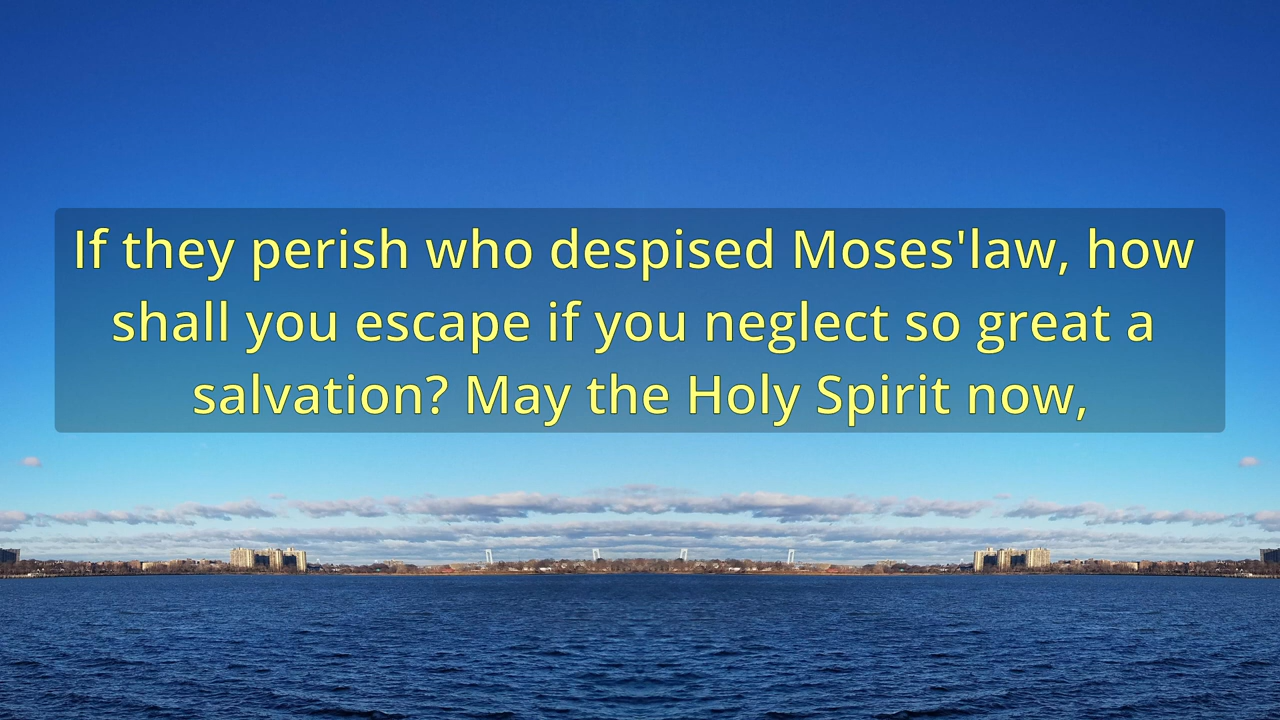 If they perish who despised Moses'law, how
shall you escape if you neglect so great a
salvation? May the Holy Spirit now,